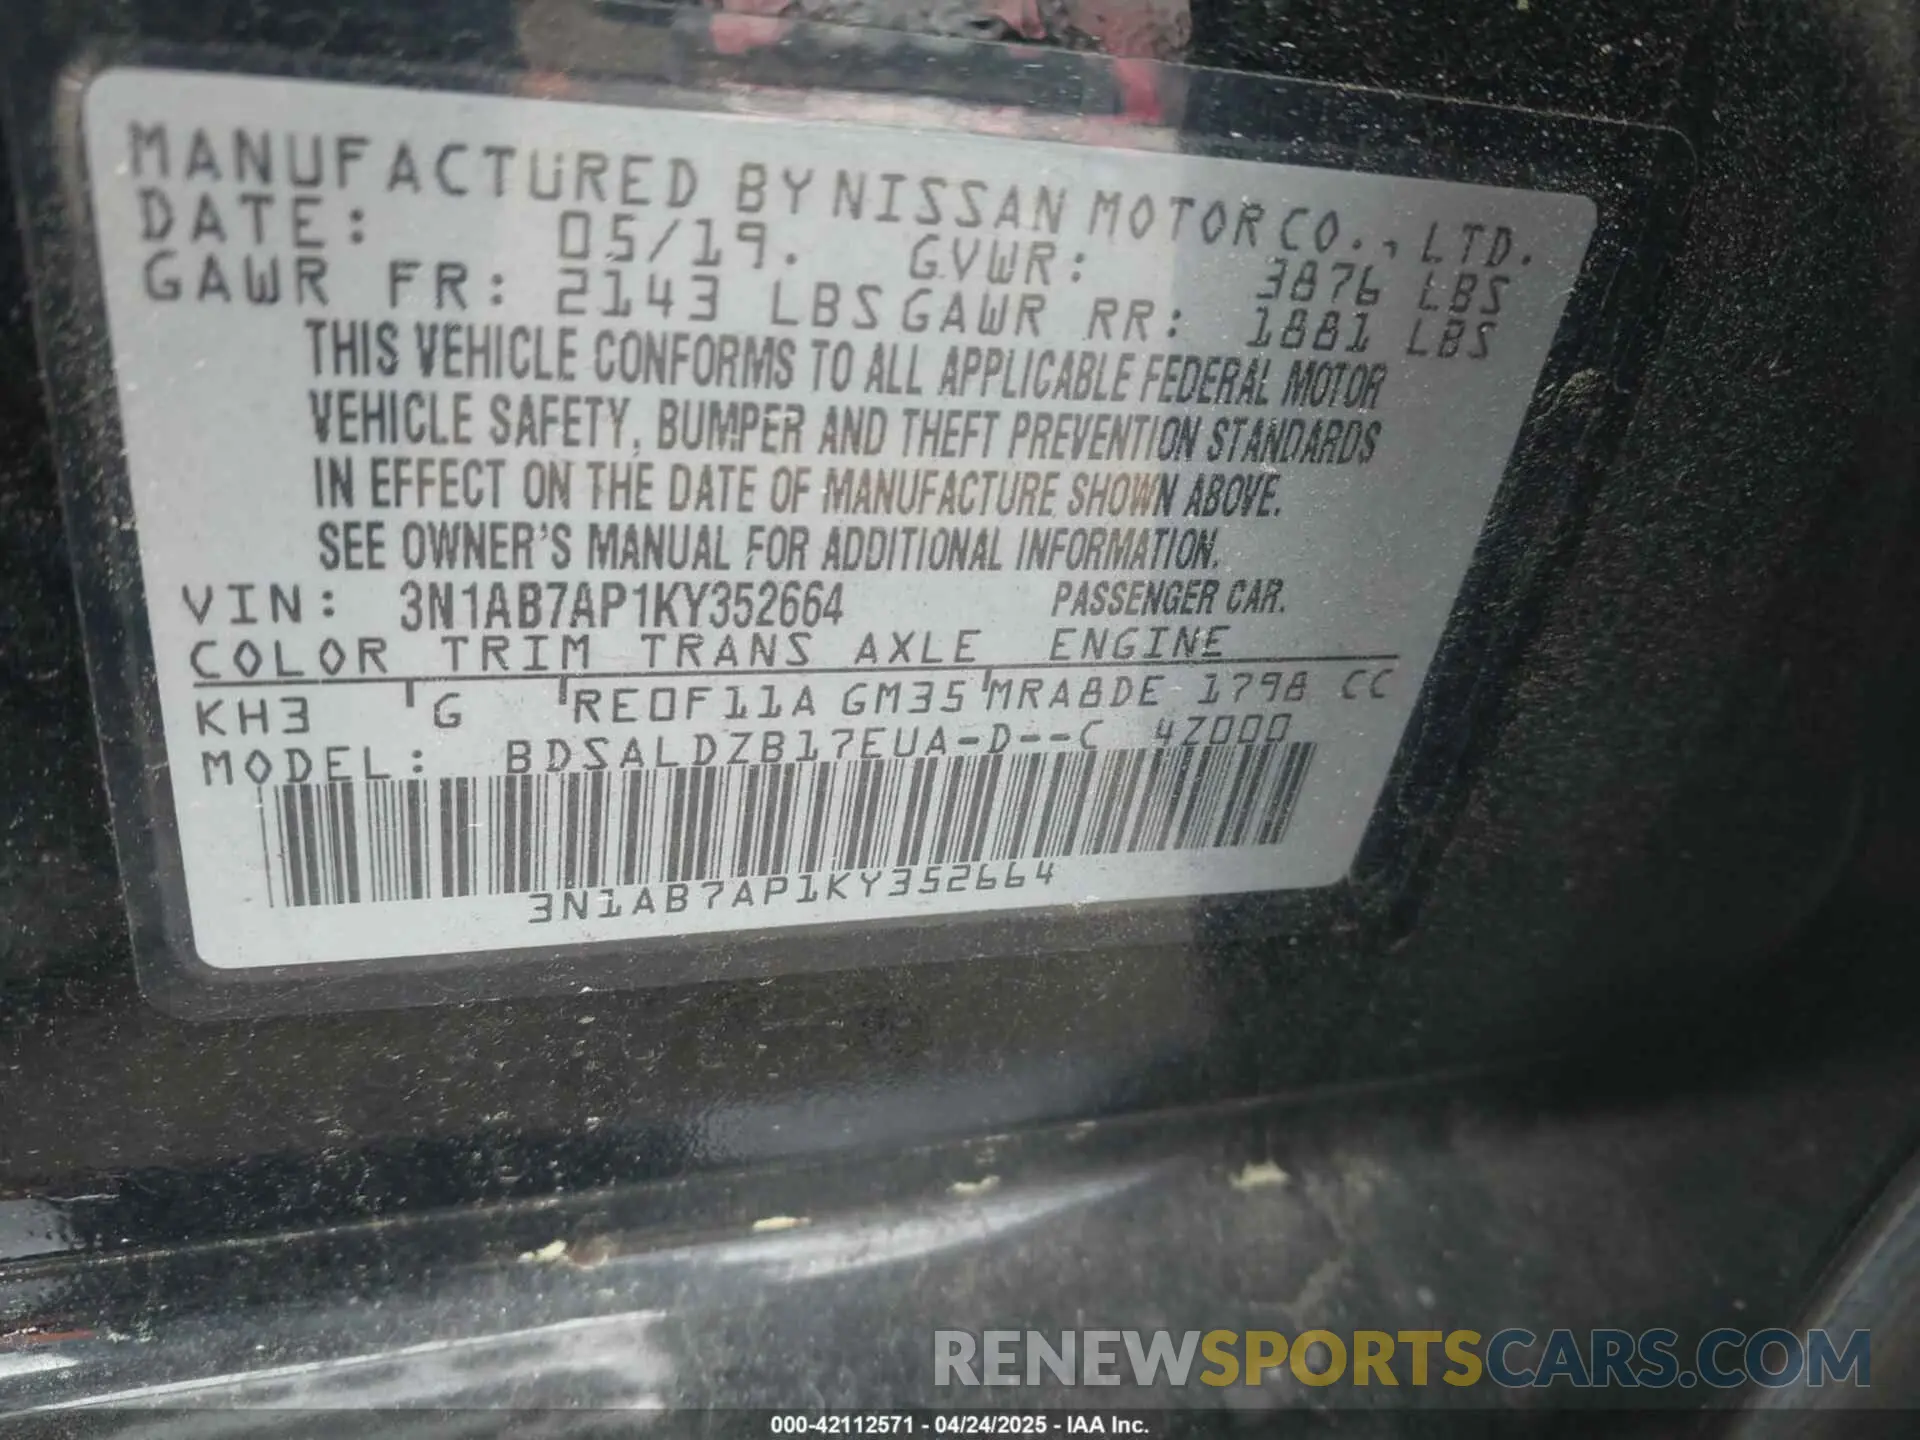 MANUFACTURED BY NISSAN MOTOR CO., LTD.
DATE: 05/19. GVWR: 3876 LBS
GAWR FR: 2143 LBS GAWR RR: 1881 LBS
THIS VEHICLE CONFORMS TO ALL APPLICABLE FEDERAL MOTOR
VEHICLE SAFETY, BUMPER AND THEFT PREVENTION STANDARDS
IN EFFECT ON THE DATE OF MANUFACTURE SHOWN ABOVE.
SEE OWNER'S MANUAL FOR ADDITIONAL INFORMATION.
VIN: 3N1AB7AP1KY352664 PASSENGER CAR.
COLOR TRIM TRANS AXLE ENGINE
KH3 G RE0F11A GM35 MRA8DE 1798 CC
MODEL: BDSALDZB17EUA-D--C 4Z000
3N1AB7AP1KY352664
RENEWSPORTSCARS.COM
000-42112571 - 04/24/2025 - IAA Inc.